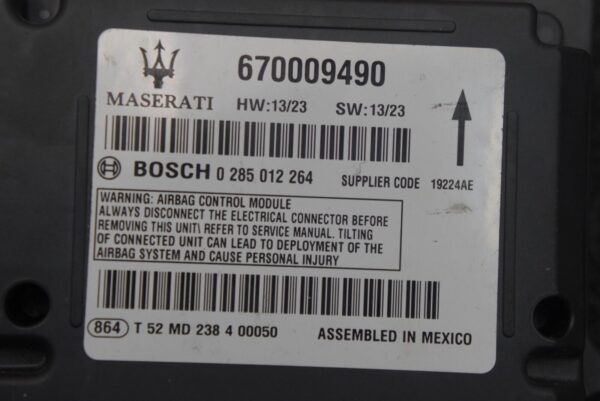 670009490
MASERATI HW:13/23 SW:13/23
BOSCH 0 285 012 264 SUPPLIER CODE 19224AE
WARNING: AIRBAG CONTROL MODULE
ALWAYS DISCONNECT THE ELECTRICAL CONNECTOR BEFORE
REMOVING THIS UNIT. REFER TO SERVICE MANUAL. TILTING
OF CONNECTED UNIT CAN LEAD TO DEPLOYMENT OF THE
AIRBAG SYSTEM AND CAUSE PERSONAL INJURY
864 T 52 MD 238 4 00050 ASSEMBLED IN MEXICO